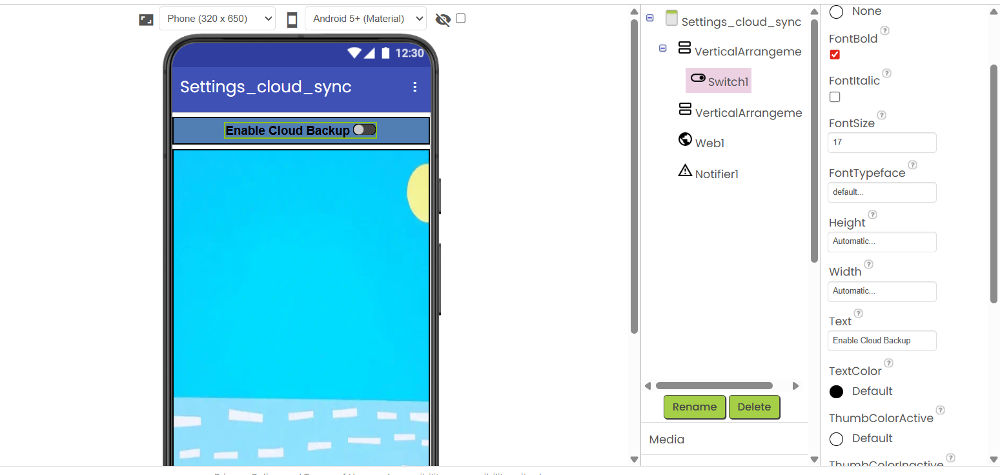 Phone (320 x 650)
Android 5+ (Material)
12:30
Settings_cloud_sync
Enable Cloud Backup
Settings_cloud_sync
VerticalArrangeme
Switch1
VerticalArrangeme
Web1
Notifier1
Rename
Delete
Media
None
FontBold
?
FontItalic
?
FontSize
?
17
FontTypeface
?
default...
Height
?
Automatic...
Width
?
Automatic...
Text
?
Enable Cloud Backup
TextColor
?
Default
ThumbColorActive
?
Default
ThumbColorInactive
?